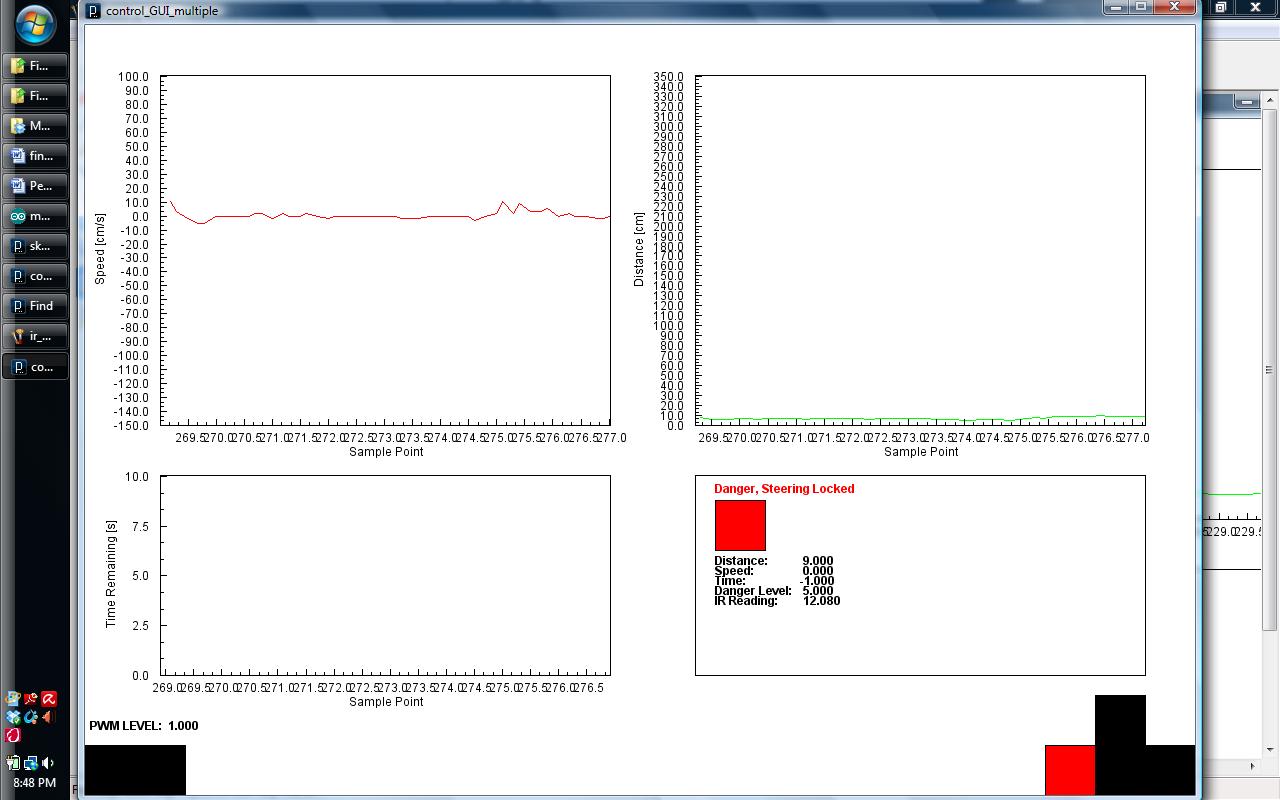 control_GUI_multiple
Fi...
Fi...
M...
fin...
Pe...
m...
sk...
co...
Find
ir_...
co...
8:48 PM
Speed [cm/s]
100.0
90.0
80.0
70.0
60.0
50.0
40.0
30.0
20.0
10.0
0.0
-10.0
-20.0
-30.0
-40.0
-50.0
-60.0
-70.0
-80.0
-90.0
-100.0
-110.0
-120.0
-130.0
-140.0
-150.0
269.5 270.0 270.5 271.0 271.5 272.0 272.5 273.0 273.5 274.0 274.5 275.0 275.5 276.0 276.5 277.0
Sample Point
Distance [cm]
350.0
340.0
330.0
320.0
310.0
300.0
290.0
280.0
270.0
260.0
250.0
240.0
230.0
220.0
210.0
200.0
190.0
180.0
170.0
160.0
150.0
140.0
130.0
120.0
110.0
100.0
90.0
80.0
70.0
60.0
50.0
40.0
30.0
20.0
10.0
0.0
269.5 270.0 270.5 271.0 271.5 272.0 272.5 273.0 273.5 274.0 274.5 275.0 275.5 276.0 276.5 277.0
Sample Point
Time Remaining [s]
10.0
7.5
5.0
2.5
0.0
269.0 269.5 270.0 270.5 271.0 271.5 272.0 272.5 273.0 273.5 274.0 274.5 275.0 275.5 276.0 276.5
Sample Point
Danger, Steering Locked
Distance: 9.000
Speed: 0.000
Time: -1.000
Danger Level: 5.000
IR Reading: 12.080
PWM LEVEL: 1.000
229.0 229.5